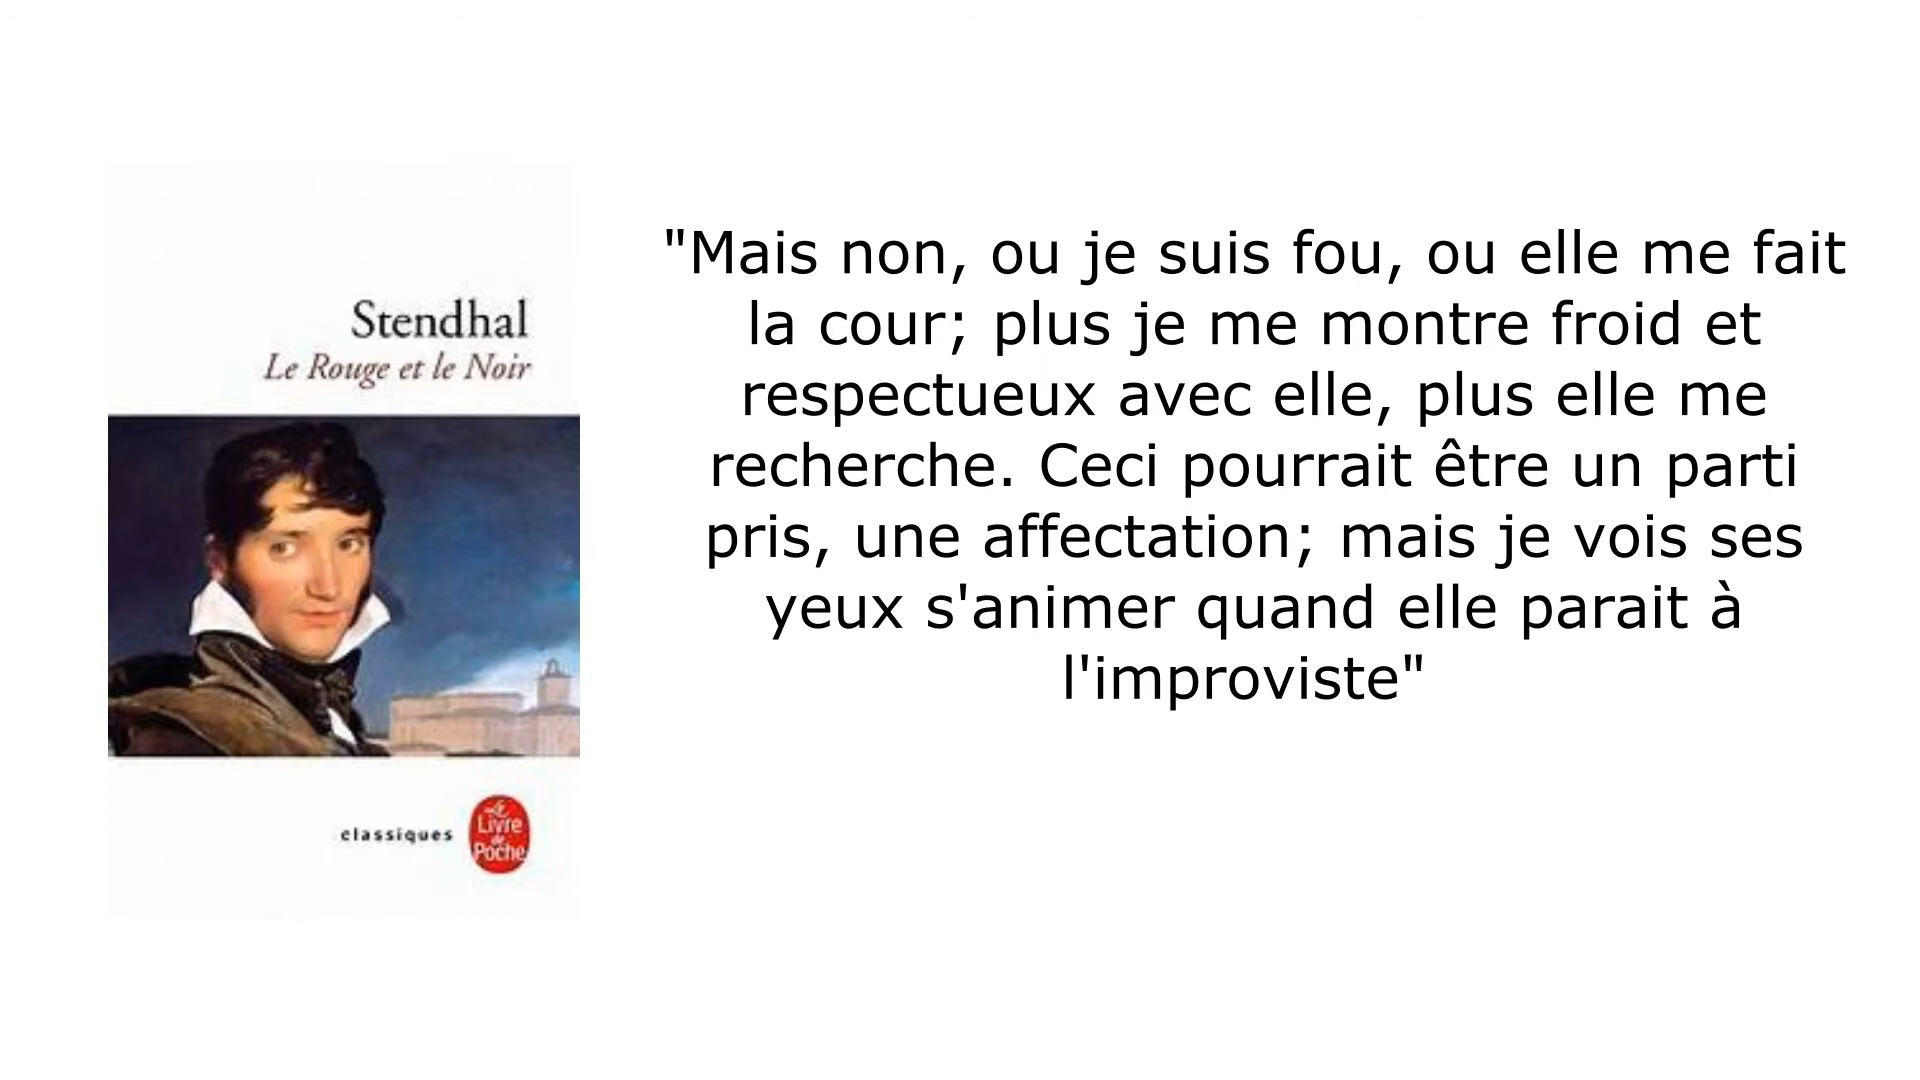 Stendhal
Le Rouge et le Noir
classiques
Le
Livre
de
Poche
"Mais non, ou je suis fou, ou elle me fait
la cour; plus je me montre froid et
respectueux avec elle, plus elle me
recherche. Ceci pourrait être un parti
pris, une affectation; mais je vois ses
yeux s'animer quand elle parait à
l'improviste"